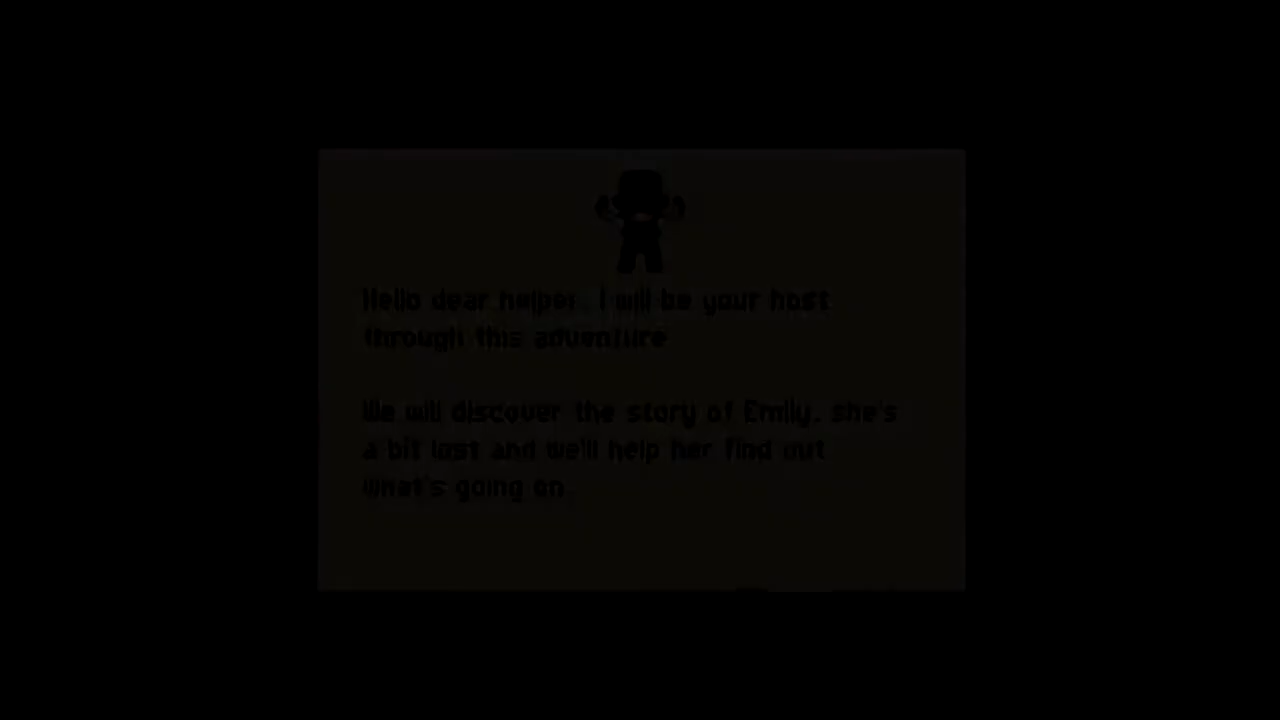 Hello dear helper, I will be your host
through this adventure
We will discover the story of Emily, she's
a bit lost and we'll help her find out
what's going on